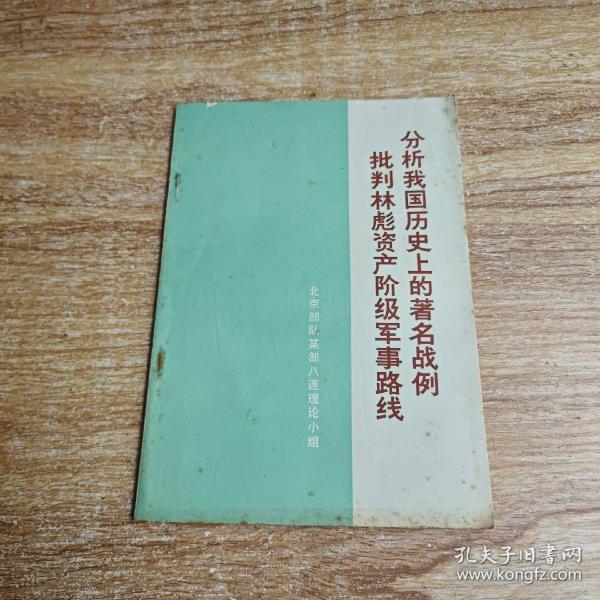 分析我国历史上的著名战例
批判林彪资产阶级军事路线
北京部队某部八连理论小组
孔夫子旧书网
www.kongfz.com